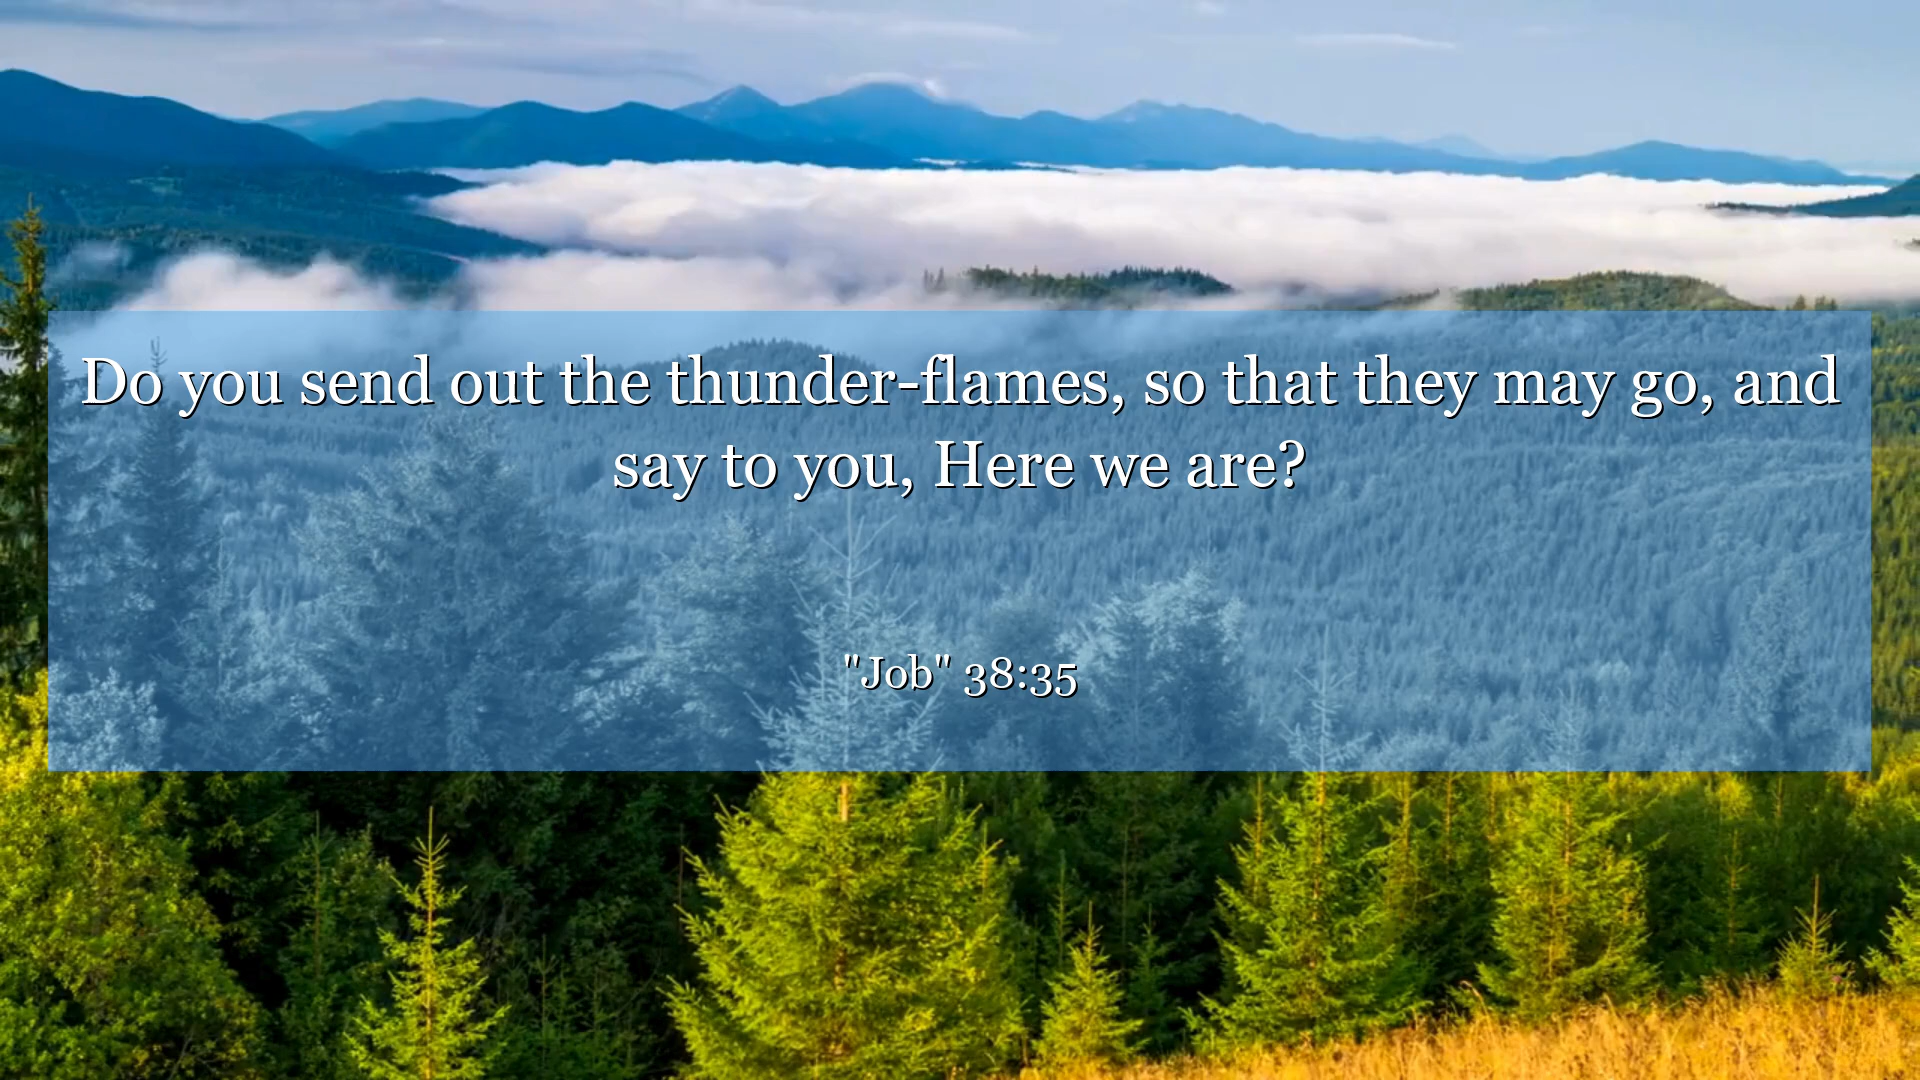 Do you send out the thunder-flames, so that they may go, and
say to you, Here we are?
"Job" 38:35